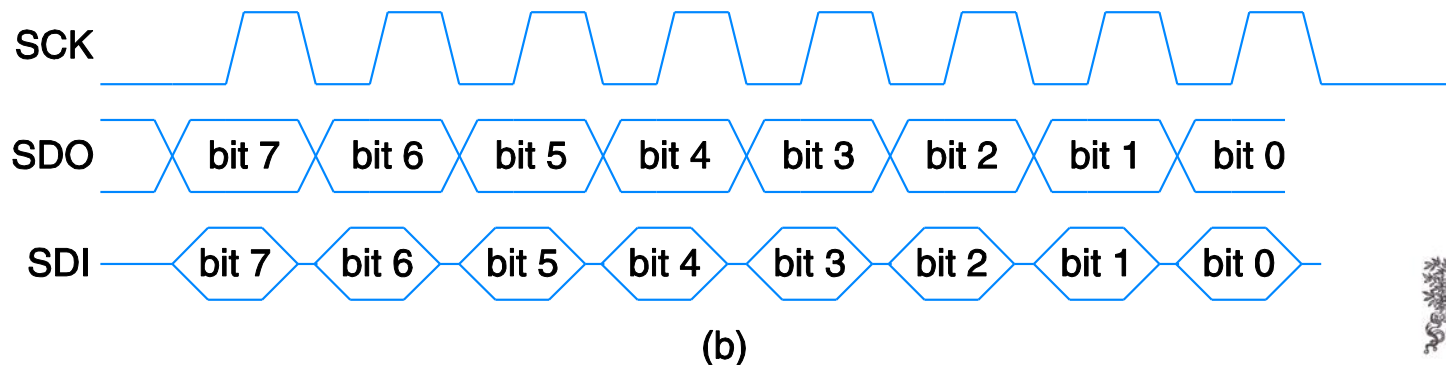 SCK
SDO bit 7 bit 6 bit 5 bit 4 bit 3 bit 2 bit 1 bit 0
SDI bit 7 bit 6 bit 5 bit 4 bit 3 bit 2 bit 1 bit 0
(b)